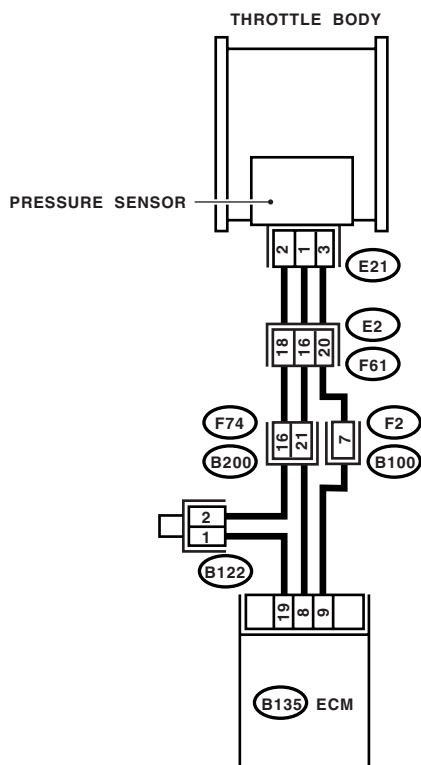 THROTTLE BODY
PRESSURE SENSOR
2 1 3
E21
E2
18 16 20
F61
F74
F2
16 21
7
B200
B100
2
1
B122
19 8 9
B135 ECM